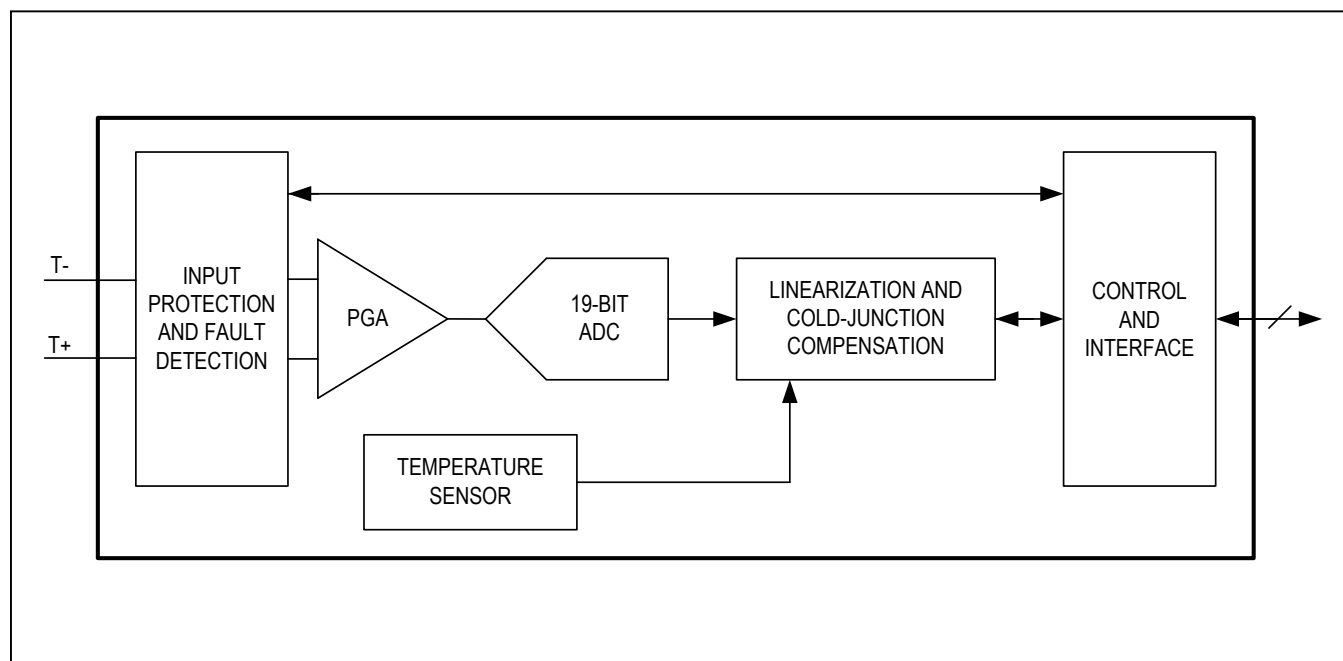 T-
T+
INPUT
PROTECTION
AND FAULT
DETECTION
PGA
19-BIT
ADC
LINEARIZATION AND
COLD-JUNCTION
COMPENSATION
CONTROL
AND
INTERFACE
TEMPERATURE
SENSOR